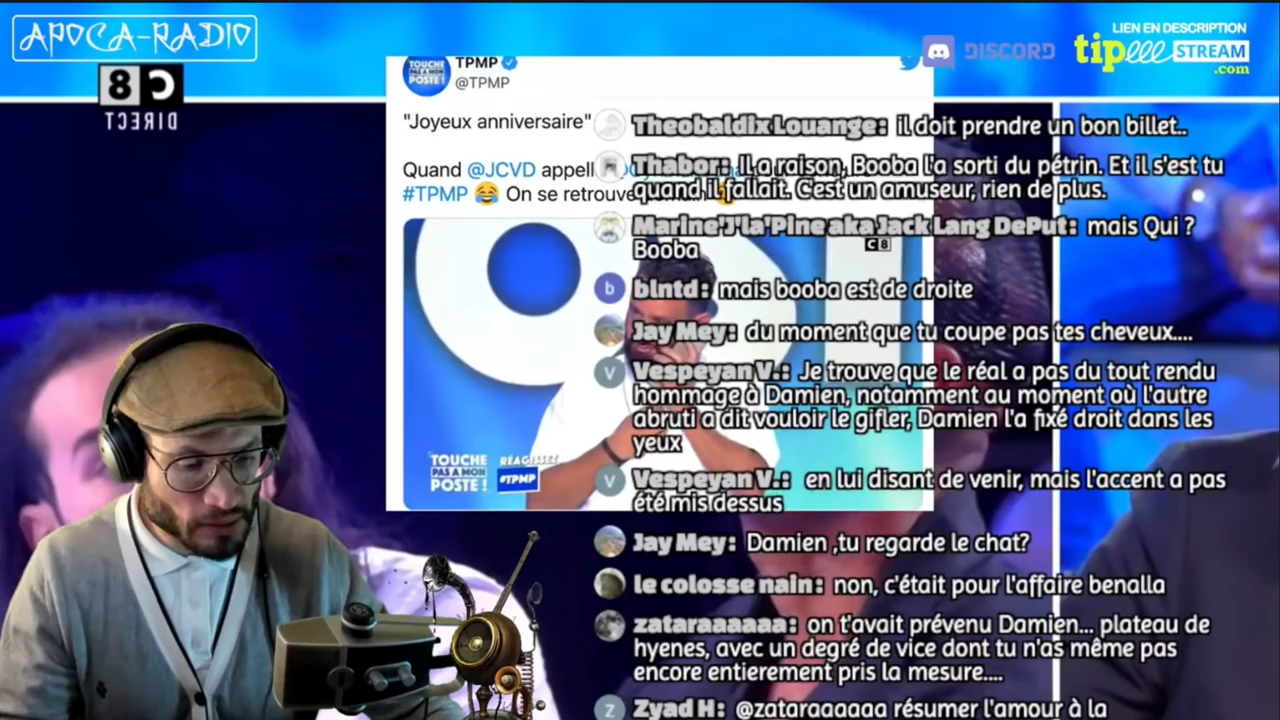 APOCA-RADIO
C8
DIRECT
LIEN EN DESCRIPTION
DISCORD
tipeee STREAM
.com
TOUCHE
PAS À MON
POSTE !
TPMP
@TPMP
"Joyeux anniversaire"
Quand @JCVD appell
#TPMP 😂 On se retrouve
C8
TOUCHE
PAS À MON
POSTE !
RÉAGISSEZ
#TPMP
Theobaldix Louange: il doit prendre un bon billet..
Thabor: Il a raison, Booba l'a sorti du pétrin. Et il s'est tu
quand il fallait. C'est un amuseur, rien de plus.
Marine'J'la'Pine aka Jack Lang DePut: mais Qui ?
Booba
b
blntd: mais booba est de droite
Jay Mey: du moment que tu coupe pas tes cheveux....
V
Vespeyan V.: Je trouve que le réal a pas du tout rendu
hommage à Damien, notamment au moment où l'autre
abruti a dit vouloir le gifler, Damien l'a fixé droit dans les
yeux
V
Vespeyan V.: en lui disant de venir, mais l'accent a pas
été mis dessus
Jay Mey: Damien ,tu regarde le chat?
le colosse nain: non, c'était pour l'affaire benalla
zataraaaaaa: on t'avait prévenu Damien... plateau de
hyenes, avec un degré de vice dont tu n'as même pas
encore entierement pris la mesure....
Z
Zyad H: @zataraaaaaa résumer l'amour à la